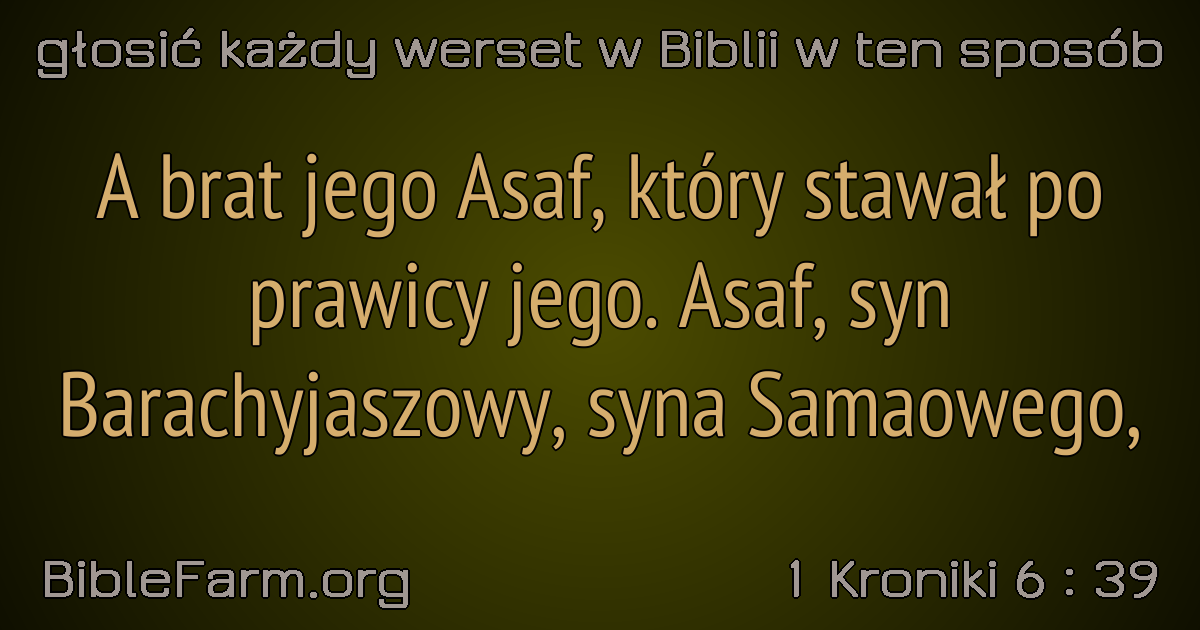 głosić każdy werset w Biblii w ten sposób
A brat jego Asaf, który stawał po
prawicy jego. Asaf, syn
Barachyjaszowy, syna Samaowego,
BibleFarm.org
1 Kroniki 6 : 39